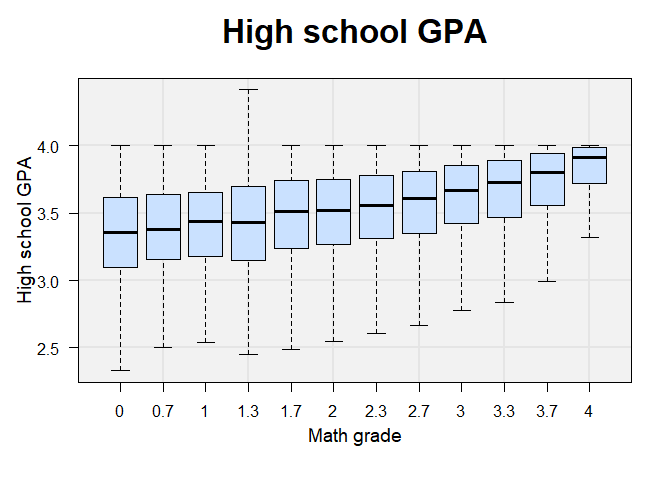 High school GPA
High school GPA
4.0
3.5
3.0
2.5
0 0.7 1 1.3 1.7 2 2.3 2.7 3 3.3 3.7 4
Math grade